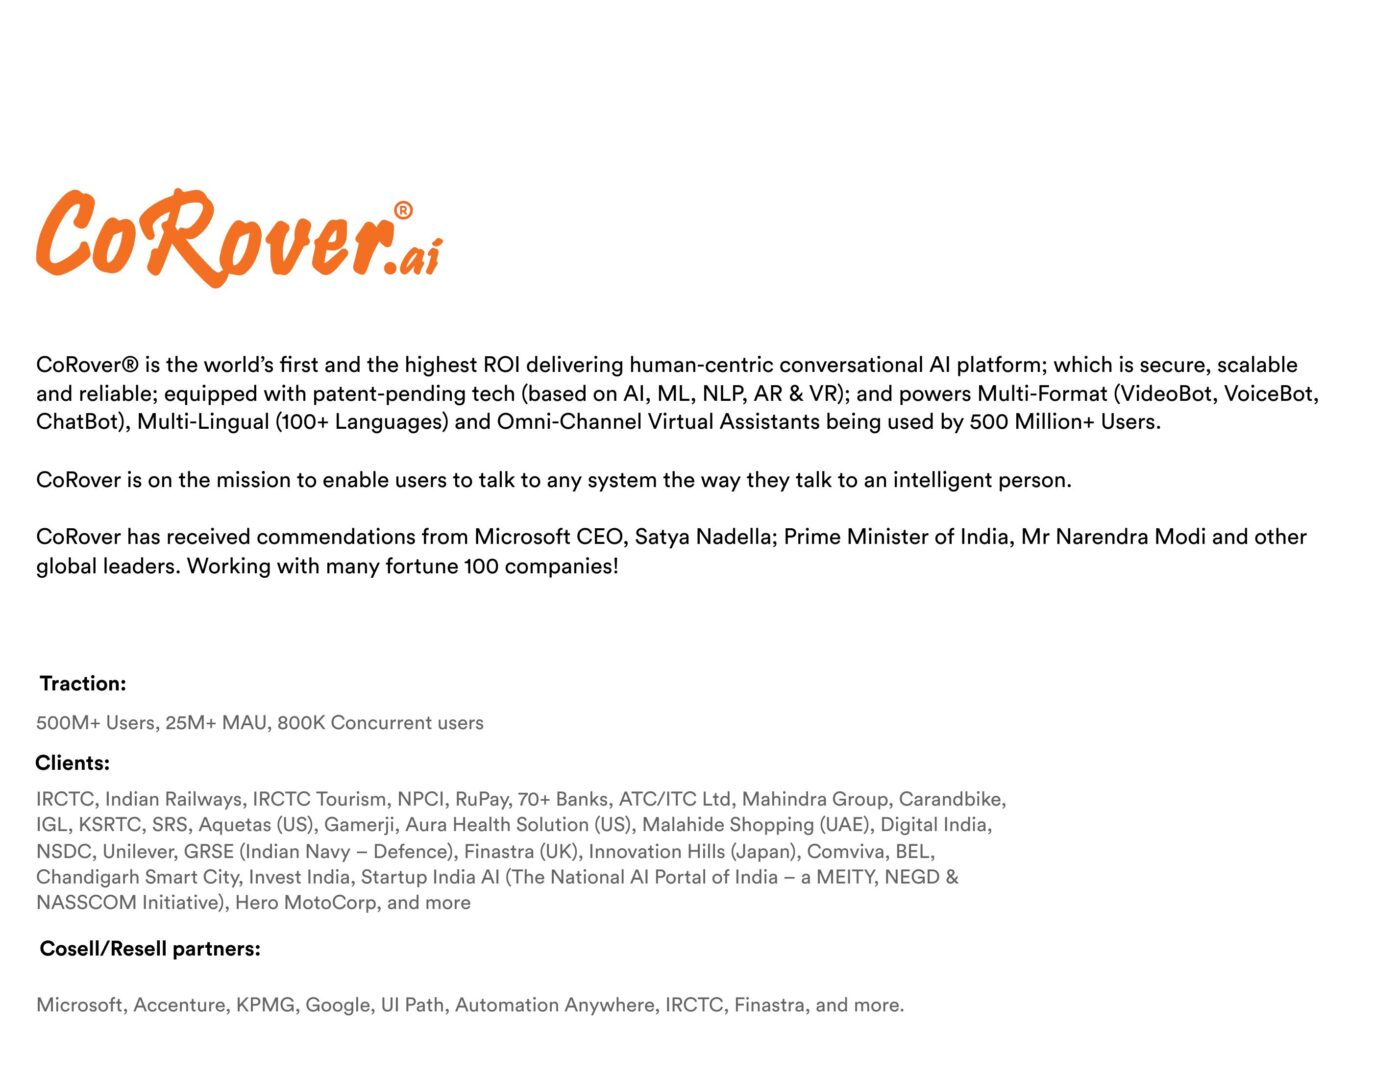 CoRover®.ai
CoRover® is the world's first and the highest ROI delivering human-centric conversational AI platform; which is secure, scalable
and reliable; equipped with patent-pending tech (based on AI, ML, NLP, AR & VR); and powers Multi-Format (VideoBot, VoiceBot,
ChatBot), Multi-Lingual (100+ Languages) and Omni-Channel Virtual Assistants being used by 500 Million+ Users.
CoRover is on the mission to enable users to talk to any system the way they talk to an intelligent person.
CoRover has received commendations from Microsoft CEO, Satya Nadella; Prime Minister of India, Mr Narendra Modi and other
global leaders. Working with many fortune 100 companies!
Traction:
500M+ Users, 25M+ MAU, 800K Concurrent users
Clients:
IRCTC, Indian Railways, IRCTC Tourism, NPCI, RuPay, 70+ Banks, ATC/ITC Ltd, Mahindra Group, Carandbike,
IGL, KSRTC, SRS, Aquetas (US), Gamerji, Aura Health Solution (US), Malahide Shopping (UAE), Digital India,
NSDC, Unilever, GRSE (Indian Navy – Defence), Finastra (UK), Innovation Hills (Japan), Comviva, BEL,
Chandigarh Smart City, Invest India, Startup India AI (The National AI Portal of India – a MEITY, NEGD &
NASSCOM Initiative), Hero MotoCorp, and more
Cosell/Resell partners:
Microsoft, Accenture, KPMG, Google, UI Path, Automation Anywhere, IRCTC, Finastra, and more.